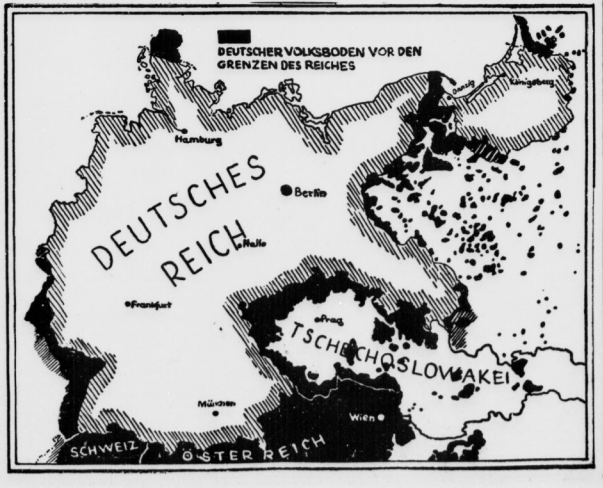 DEUTSCHER VOLKSBODEN VOR DEN
GRENZEN DES REICHES
Danzig
Königsberg
Hamburg
Berlin
DEUTSCHES
REICH
Halle
Frankfurt
Prag
TSCHECHOSLOWAKEI
München
Wien
SCHWEIZ
ÖSTERREICH